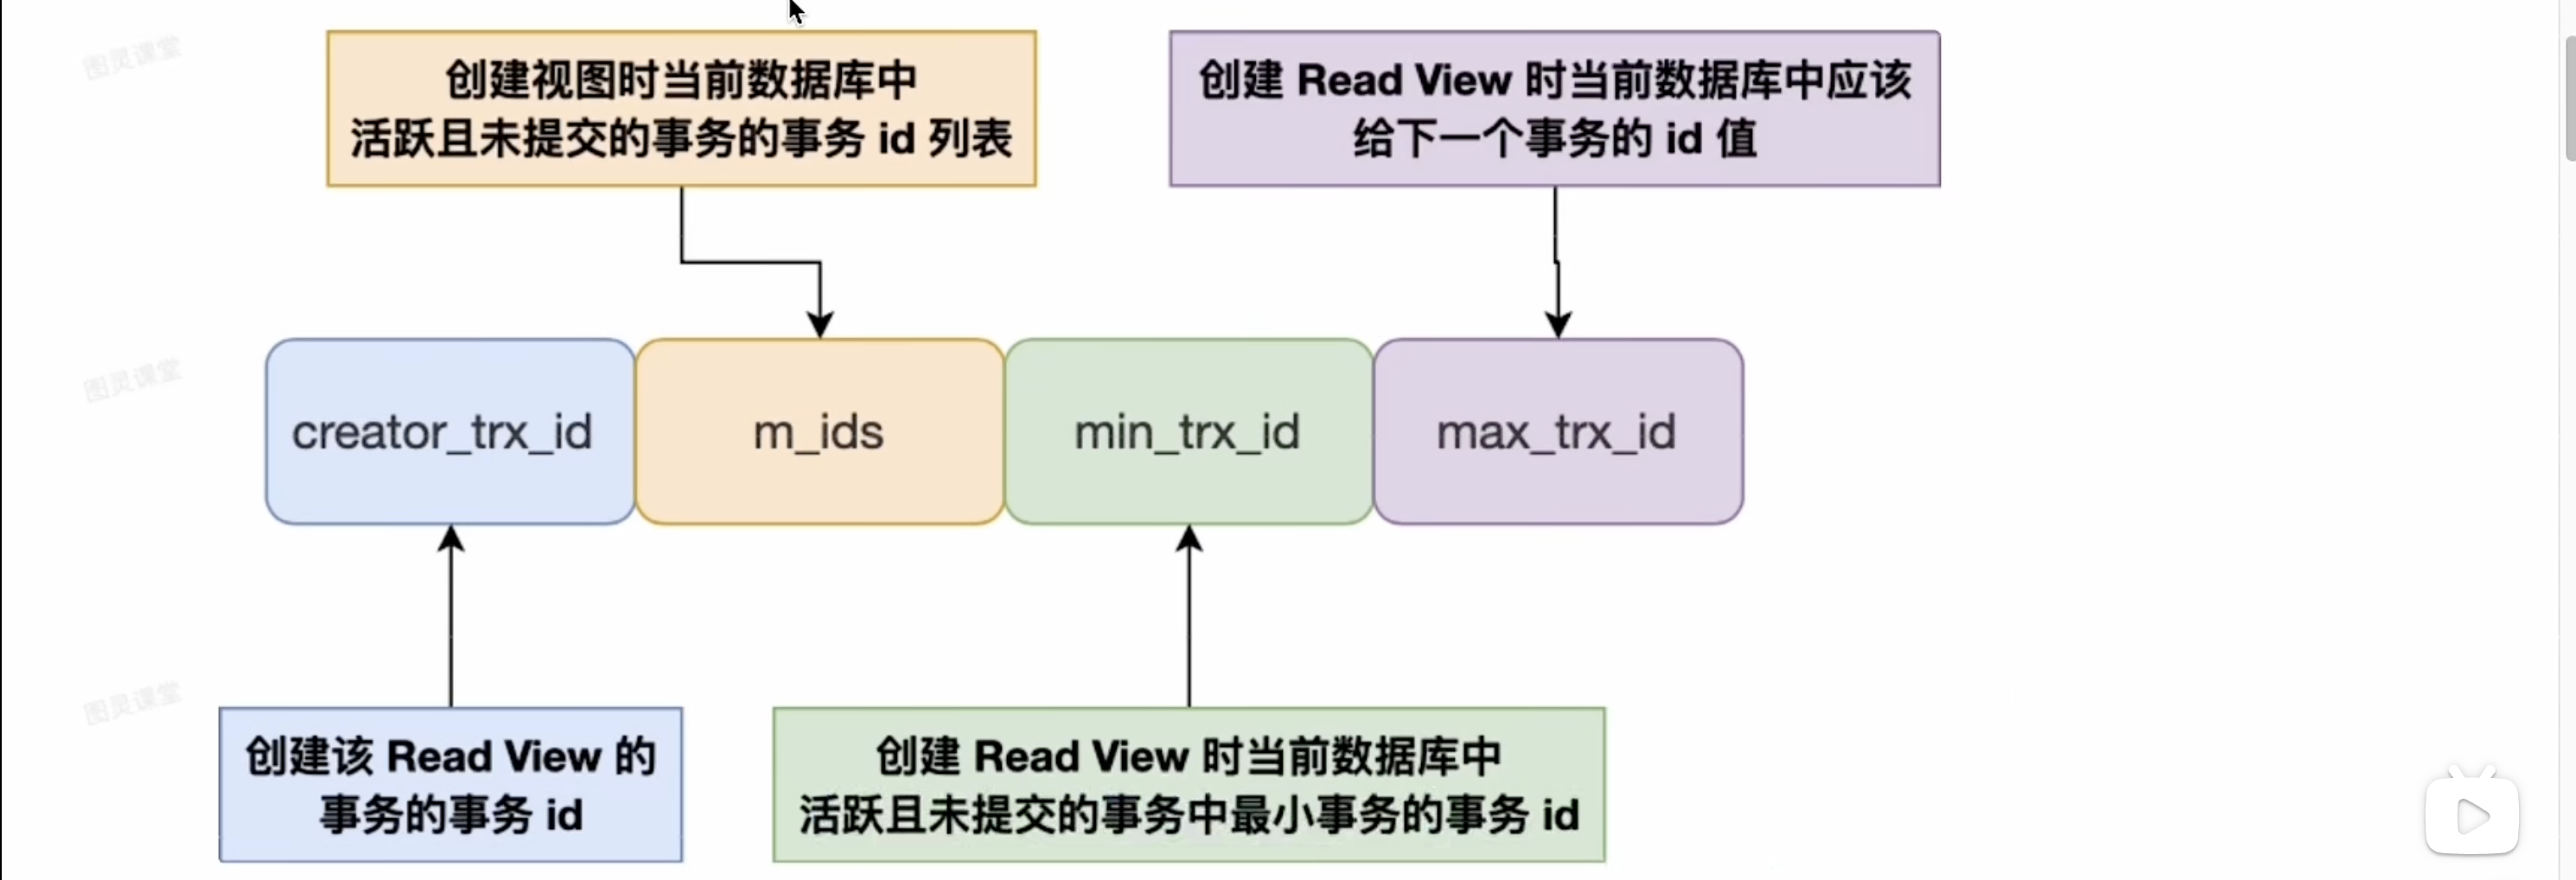 图灵课堂
创建视图时当前数据库中
活跃且未提交的事务的事务 id 列表
创建 Read View 时当前数据库中应该
给下一个事务的 id 值
图灵课堂
creator_trx_id
m_ids
min_trx_id
max_trx_id
图灵课堂
创建该 Read View 的
事务的事务 id
创建 Read View 时当前数据库中
活跃且未提交的事务中最小事务的事务 id